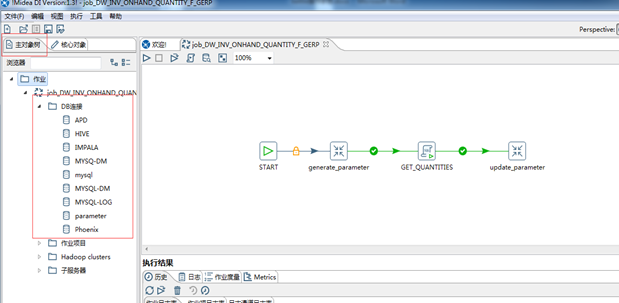 !Midea DI Version:1.3! - job_DW_INV_ONHAND_QUANTITY_F_GERP
文件(F) 编辑 视图 执行 工具 帮助
Perspective:
主对象树 核心对象
欢迎! job_DW_INV_ONHAND_QUANTITY_F_GERP
浏览器
100%
作业
job_DW_INV_ONHAND_QUAN
DB连接
APD
HIVE
IMPALA
MYSQ-DM
mysql
MYSQL-DM
MYSQL-LOG
parameter
Phoenix
作业项目
Hadoop clusters
子服务器
START generate_parameter GET_QUANTITIES update_parameter
执行结果
历史 日志 作业度量 Metrics